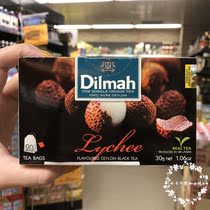 Dilmah
THE SINGLE ORIGIN TEA
100% PURE CEYLON
Lychee
FLAVOURED CEYLON BLACK TEA
20
TEA BAGS
REAL TEA
PRODUCED IN SRI LANKA
30g net 1.06oz